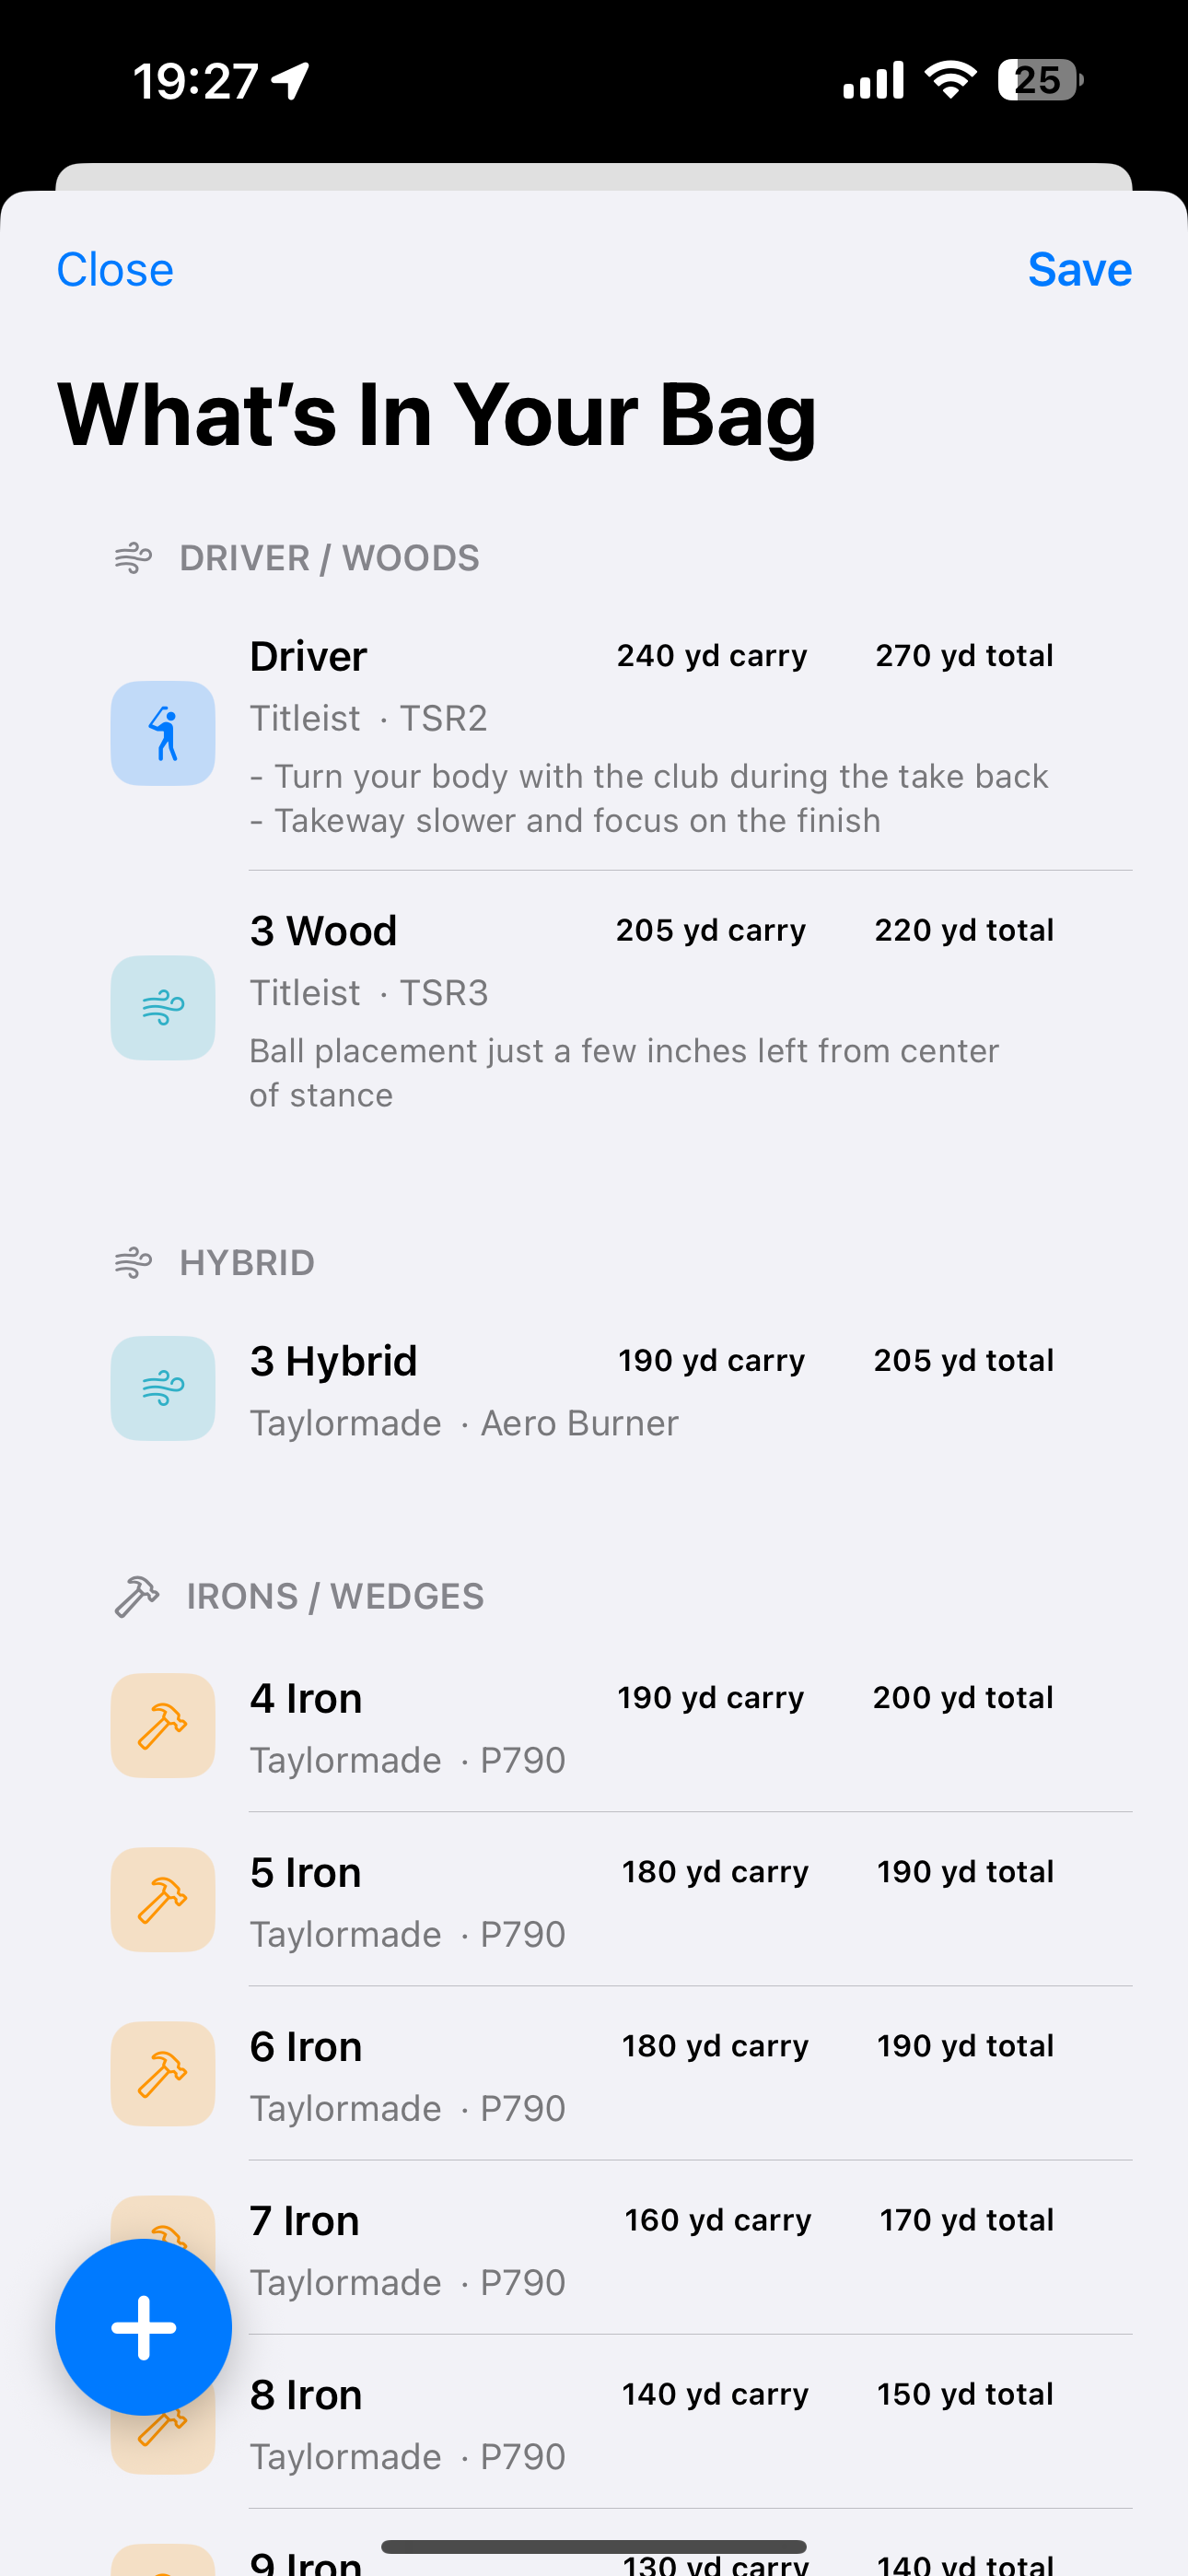 19:27
25
Close Save
What’s In Your Bag
DRIVER / WOODS
Driver 240 yd carry 270 yd total
Titleist · TSR2
- Turn your body with the club during the take back
- Takeway slower and focus on the finish
3 Wood 205 yd carry 220 yd total
Titleist · TSR3
Ball placement just a few inches left from center
of stance
HYBRID
3 Hybrid 190 yd carry 205 yd total
Taylormade · Aero Burner
IRONS / WEDGES
4 Iron 190 yd carry 200 yd total
Taylormade · P790
5 Iron 180 yd carry 190 yd total
Taylormade · P790
6 Iron 180 yd carry 190 yd total
Taylormade · P790
7 Iron 160 yd carry 170 yd total
Taylormade · P790
8 Iron 140 yd carry 150 yd total
Taylormade · P790
9 Iron 130 yd carry 140 yd total